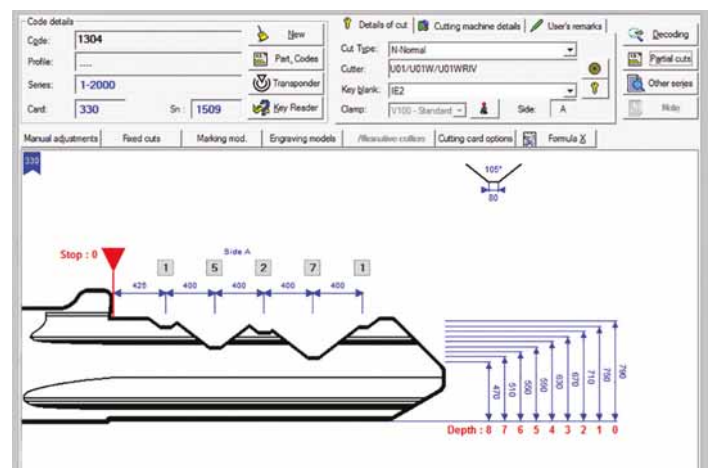 Code details
Code: 1304
Profile: ----
Series: 1-2000
Card: 330 Sn : 1509
New
Part. Codes
Transponder
Key Reader
Details of cut Cutting machine details User's remarks
Cut Type: N-Normal
Cutter: U01/U01W/U01WRIV
Key blank: IE2
Clamp: V100 - Standard Side: A
Decoding
Partial cuts
Other series
Note
Manual adjustments Fixed cuts Marking mod. Engraving models Alternative cutters Cutting card options Formula X
330
105°
80
Stop : 0
Side A
1 5 2 7 1
425 400 400 400 400
470 510 550 590 630 670 710 750 790
Depth : 8 7 6 5 4 3 2 1 0